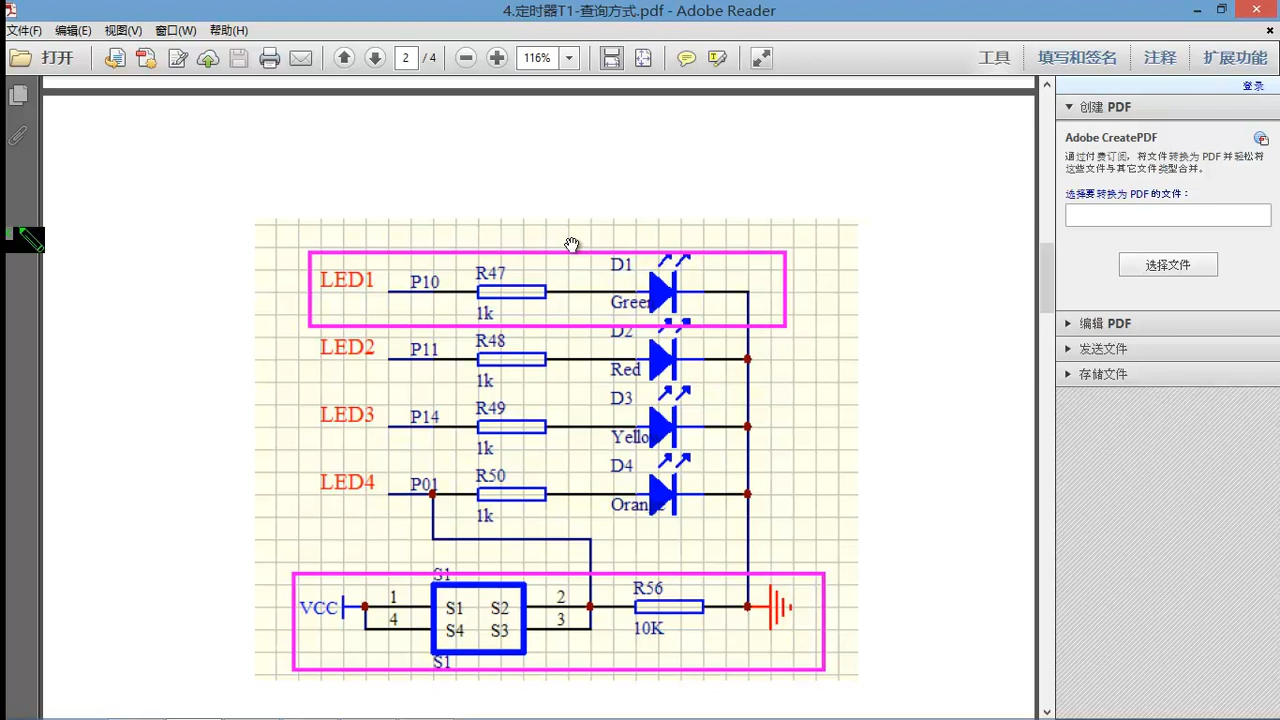 4.定时器T1-查询方式.pdf - Adobe Reader
文件(F) 编辑(E) 视图(V) 窗口(W) 帮助(H)
打开 2 / 4 116% 工具 填写和签名 注释 扩展功能
登录
创建 PDF
Adobe CreatePDF
通过付费订阅，将文件转换为 PDF 并轻松将
这些文件与其它文件类型合并。
选择要转换为 PDF 的文件：
选择文件
编辑 PDF
发送文件
存储文件
LED1 P10 R47 1k D1 Green
LED2 P11 R48 1k D2 Red
LED3 P14 R49 1k D3 Yello
LED4 P01 R50 1k D4 Orange
S1
VCC 1 S1 S2 2 R56
4 S4 S3 3 10K
S1